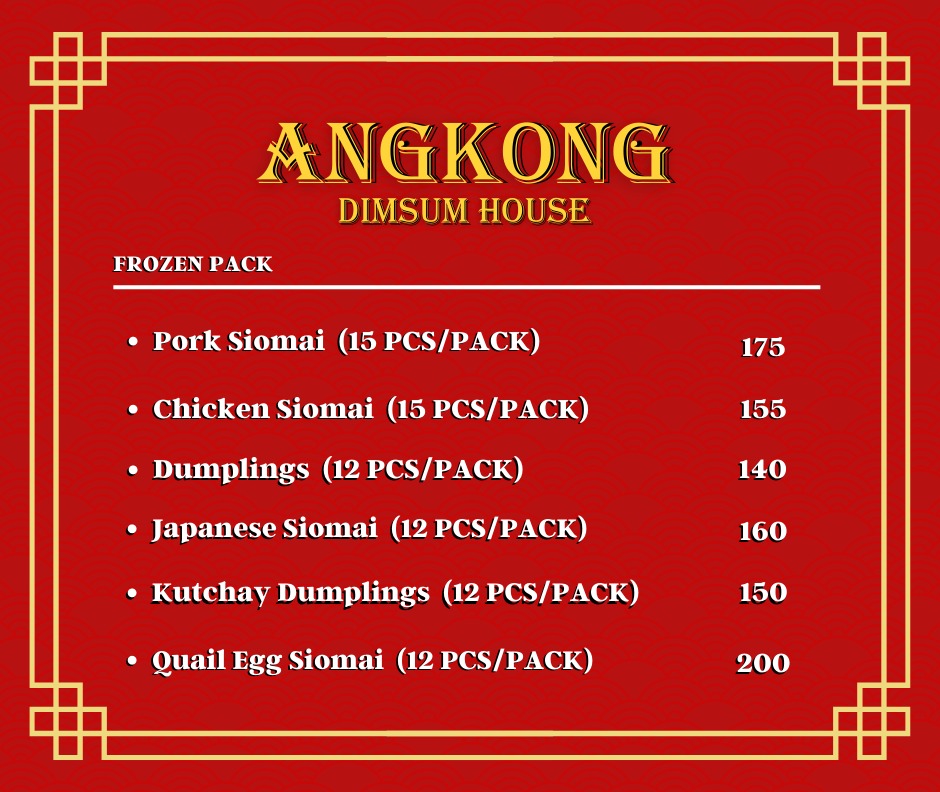 ANGKONG
DIMSUM HOUSE
FROZEN PACK
• Pork Siomai (15 PCS/PACK) 175
• Chicken Siomai (15 PCS/PACK) 155
• Dumplings (12 PCS/PACK) 140
• Japanese Siomai (12 PCS/PACK) 160
• Kutchay Dumplings (12 PCS/PACK) 150
• Quail Egg Siomai (12 PCS/PACK) 200